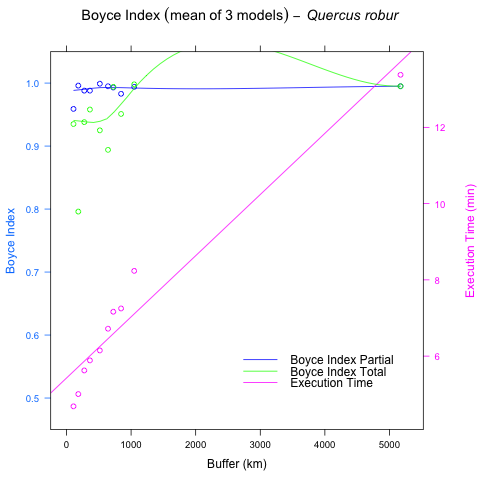 Boyce Index (mean of 3 models) – Quercus robur
1.0
0.9
0.8
0.7
0.6
0.5
Boyce Index
12
10
8
6
Execution Time (min)
Boyce Index Partial
Boyce Index Total
Execution Time
0 1000 2000 3000 4000 5000
Buffer (km)